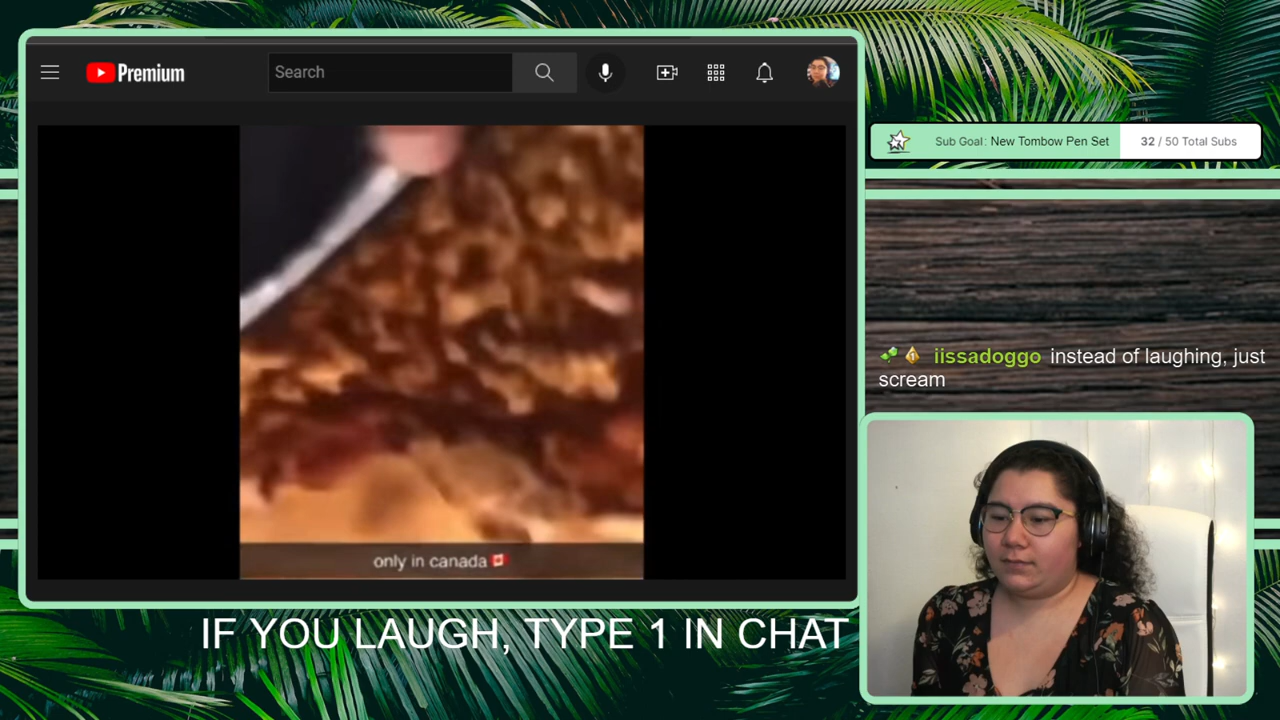 Premium
Search
Sub Goal: New Tombow Pen Set
32 / 50 Total Subs
iissadoggo instead of laughing, just
scream
only in canada
IF YOU LAUGH, TYPE 1 IN CHAT